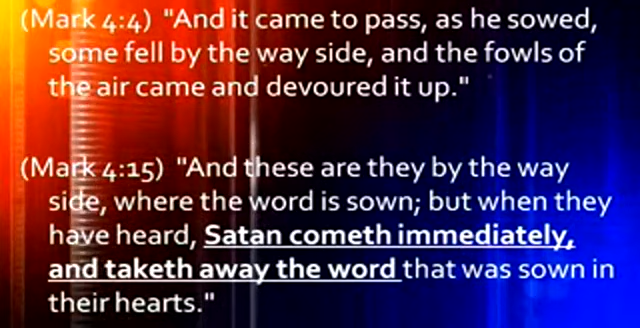 (Mark 4:4) "And it came to pass, as he sowed,
some fell by the way side, and the fowls of
the air came and devoured it up."
(Mark 4:15) "And these are they by the way
side, where the word is sown; but when they
have heard, Satan cometh immediately,
and taketh away the word that was sown in
their hearts."